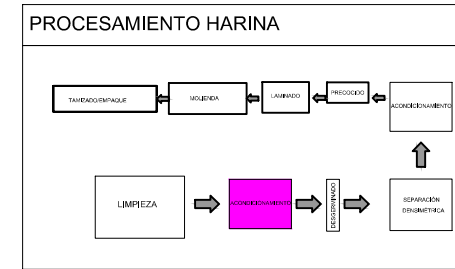 PROCESAMIENTO HARINA
TAMIZADO/EMPAQUE
MOLIENDA
LAMINADO
PRECOCIDO
ACONDICIONAMIENTO
LIMPIEZA
ACONDICIONAMIENTO
DESGERMINADO
SEPARACIÓN
DENSIMÉTRICA